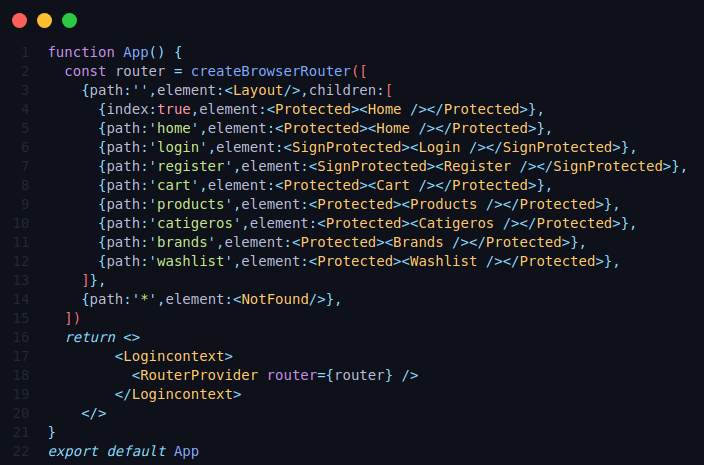 1 function App() {
2   const router = createBrowserRouter([
3     {path:'',element:<Layout/>,children:[
4       {index:true,element:<Protected><Home /></Protected>},
5       {path:'home',element:<Protected><Home /></Protected>},
6       {path:'login',element:<SignProtected><Login /></SignProtected>},
7       {path:'register',element:<SignProtected><Register /></SignProtected>},
8       {path:'cart',element:<Protected><Cart /></Protected>},
9       {path:'products',element:<Protected><Products /></Protected>},
10       {path:'catigeros',element:<Protected><Catigeros /></Protected>},
11       {path:'brands',element:<Protected><Brands /></Protected>},
12       {path:'washlist',element:<Protected><Washlist /></Protected>},
13     ]},
14     {path:'*',element:<NotFound/>},
15   ])
16   return <>
17         <Logincontext>
18           <RouterProvider router={router} />
19         </Logincontext>
20     </>
21 }
22 export default App